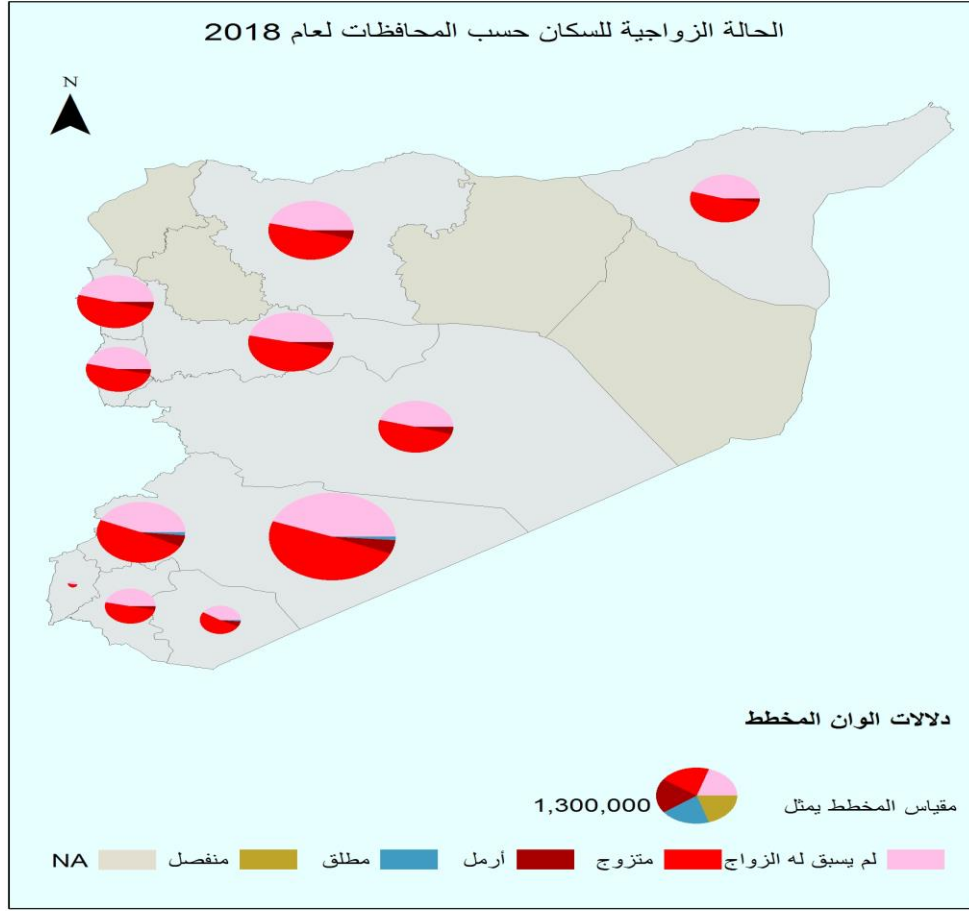 الحالة الزواجية للسكان حسب المحافظات لعام 2018
N
دلالات الوان المخطط
مقياس المخطط يمثل 1,300,000
لم يسبق له الزواج متزوج أرمل مطلق منفصل NA